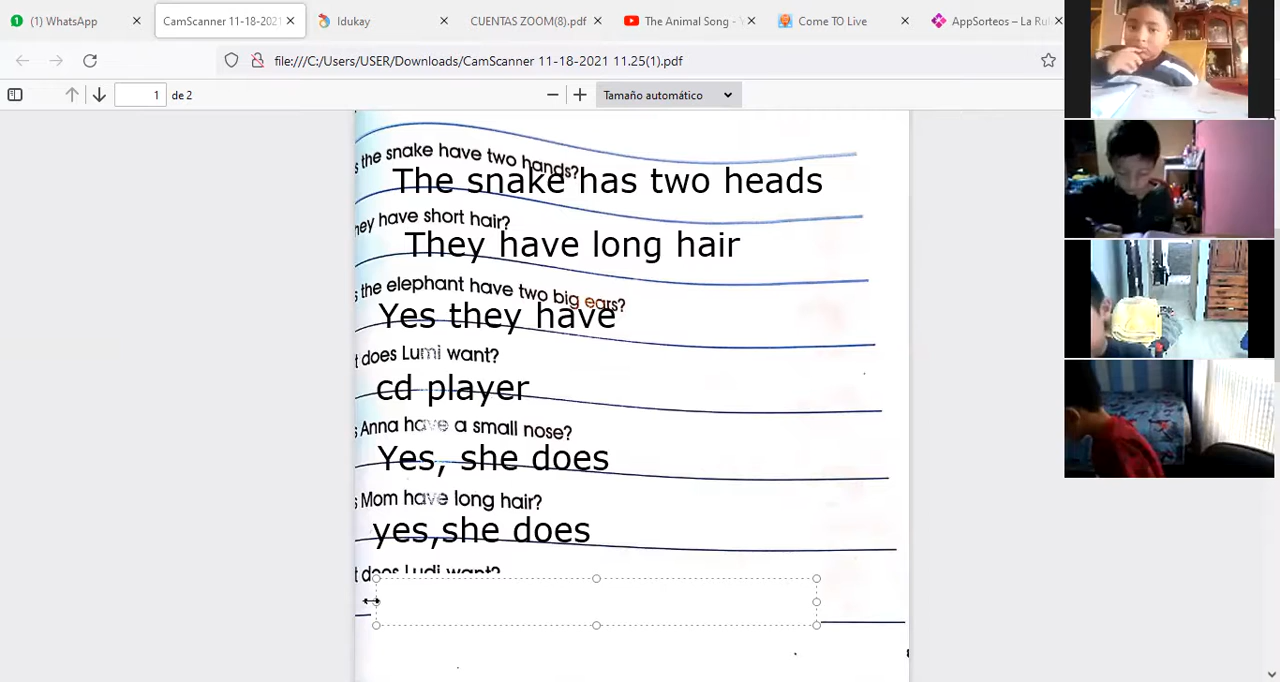 (1) WhatsApp
CamScanner 11-18-2021
Idukay
CUENTAS ZOOM(8).pdf
The Animal Song -
Come TO Live
AppSorteos – La Rul
file:///C:/Users/USER/Downloads/CamScanner 11-18-2021 11.25(1).pdf
1 de 2
Tamaño automático
s the snake have two hands?
The snake has two heads
hey have short hair?
They have long hair
s the elephant have two big ears?
Yes they have
t does Lumi want?
cd player
s Anna have a small nose?
Yes, she does
s Mom have long hair?
yes,she does
t does Ludi want?